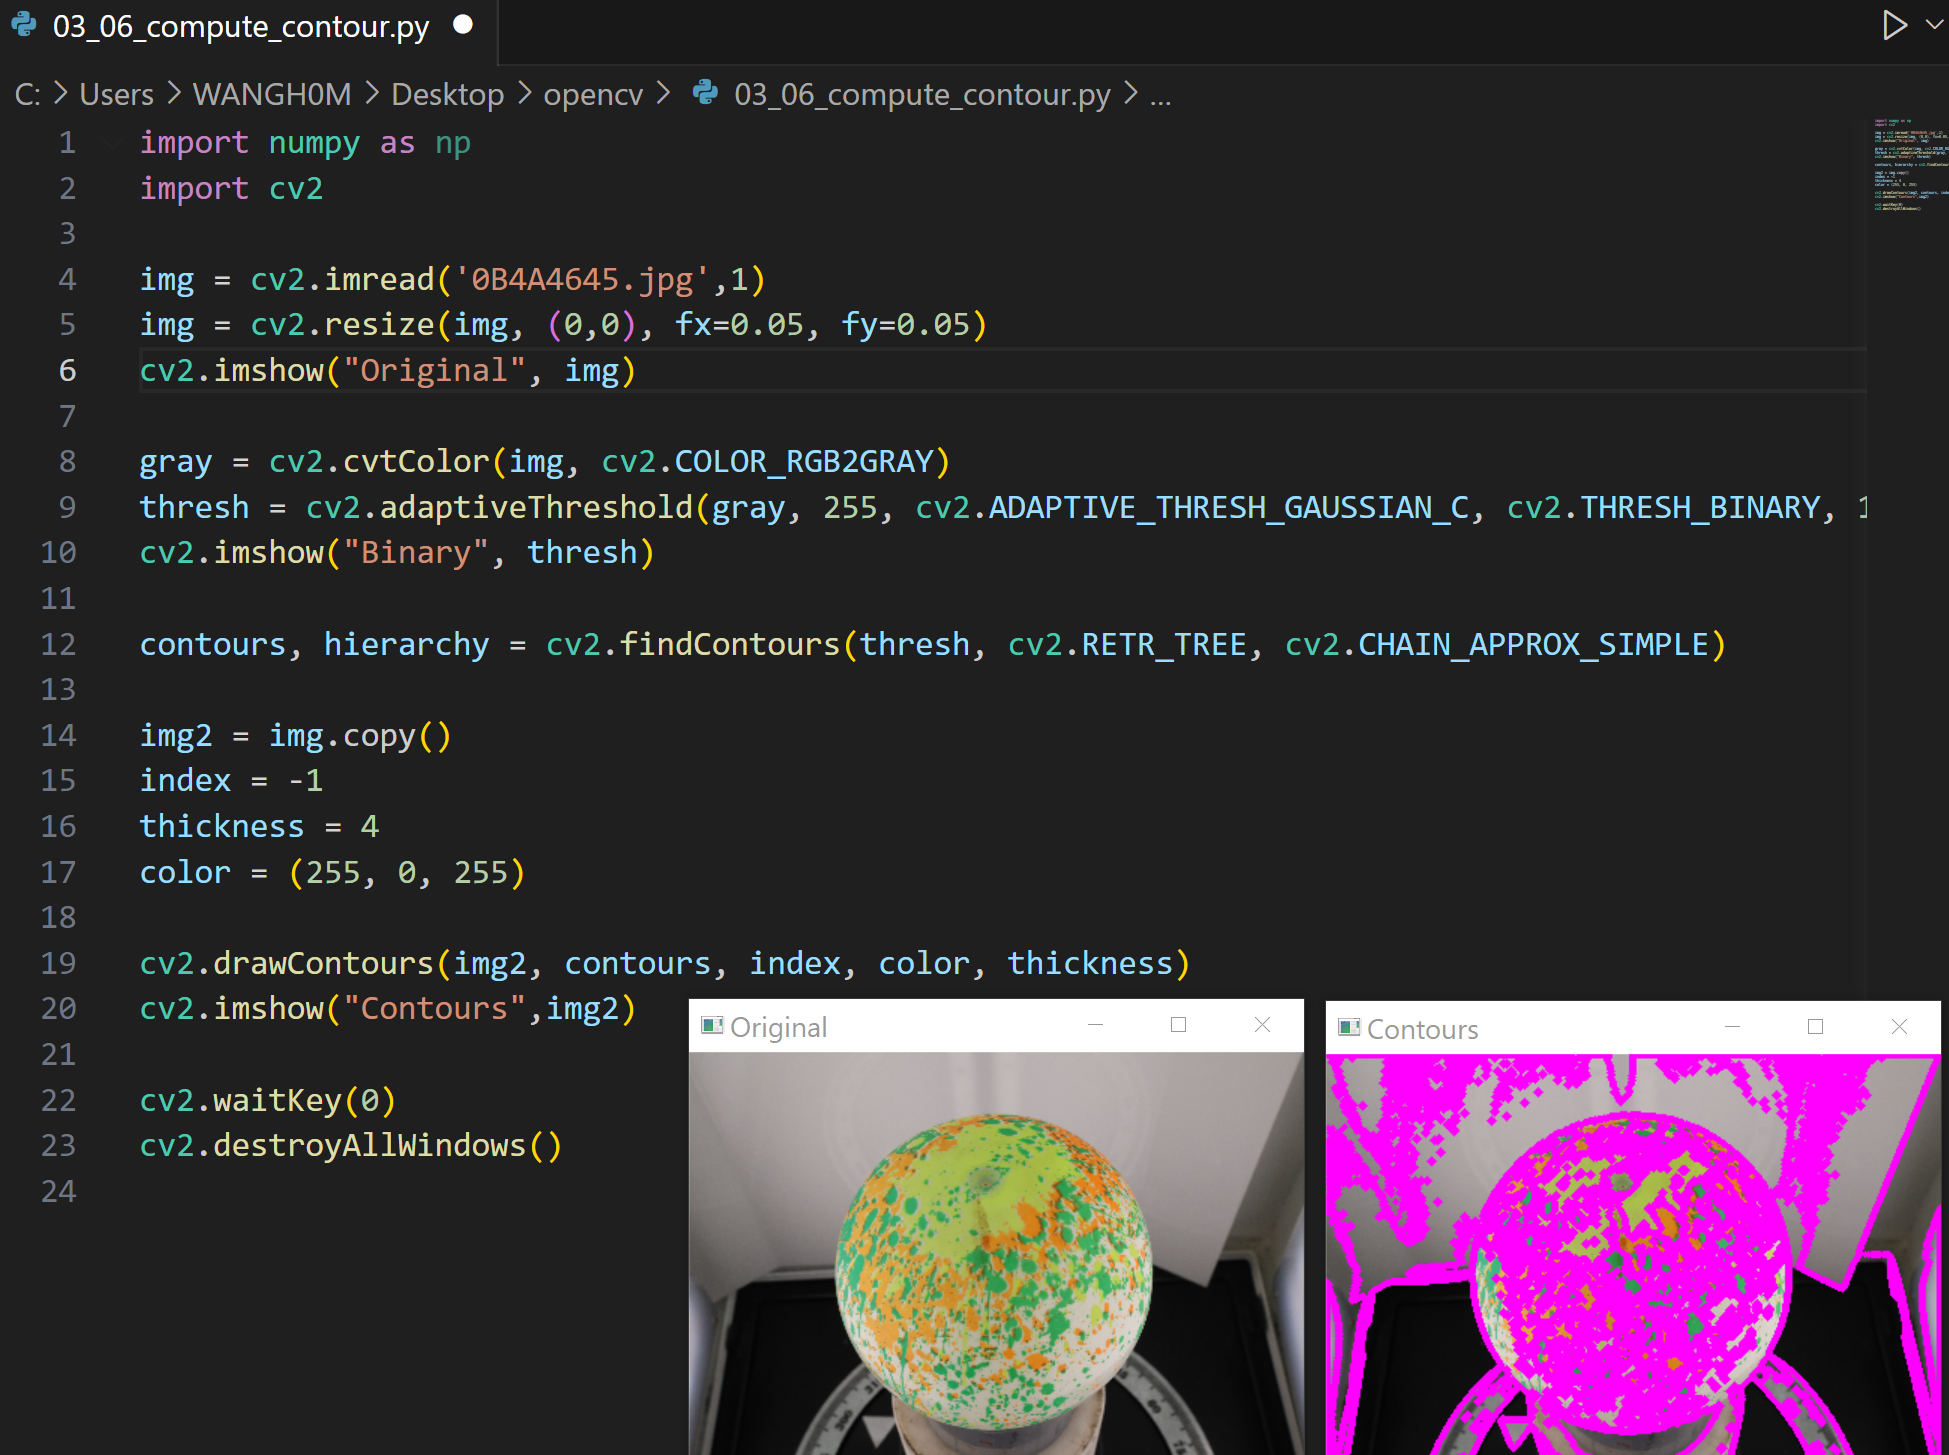 03_06_compute_contour.py
C: > Users > WANGH0M > Desktop > opencv > 03_06_compute_contour.py > ...
1 import numpy as np
2 import cv2
3
4 img = cv2.imread('0B4A4645.jpg',1)
5 img = cv2.resize(img, (0,0), fx=0.05, fy=0.05)
6 cv2.imshow("Original", img)
7
8 gray = cv2.cvtColor(img, cv2.COLOR_RGB2GRAY)
9 thresh = cv2.adaptiveThreshold(gray, 255, cv2.ADAPTIVE_THRESH_GAUSSIAN_C, cv2.THRESH_BINARY, 1
10 cv2.imshow("Binary", thresh)
11
12 contours, hierarchy = cv2.findContours(thresh, cv2.RETR_TREE, cv2.CHAIN_APPROX_SIMPLE)
13
14 img2 = img.copy()
15 index = -1
16 thickness = 4
17 color = (255, 0, 255)
18
19 cv2.drawContours(img2, contours, index, color, thickness)
20 cv2.imshow("Contours",img2)
21
22 cv2.waitKey(0)
23 cv2.destroyAllWindows()
24
Original
Contours